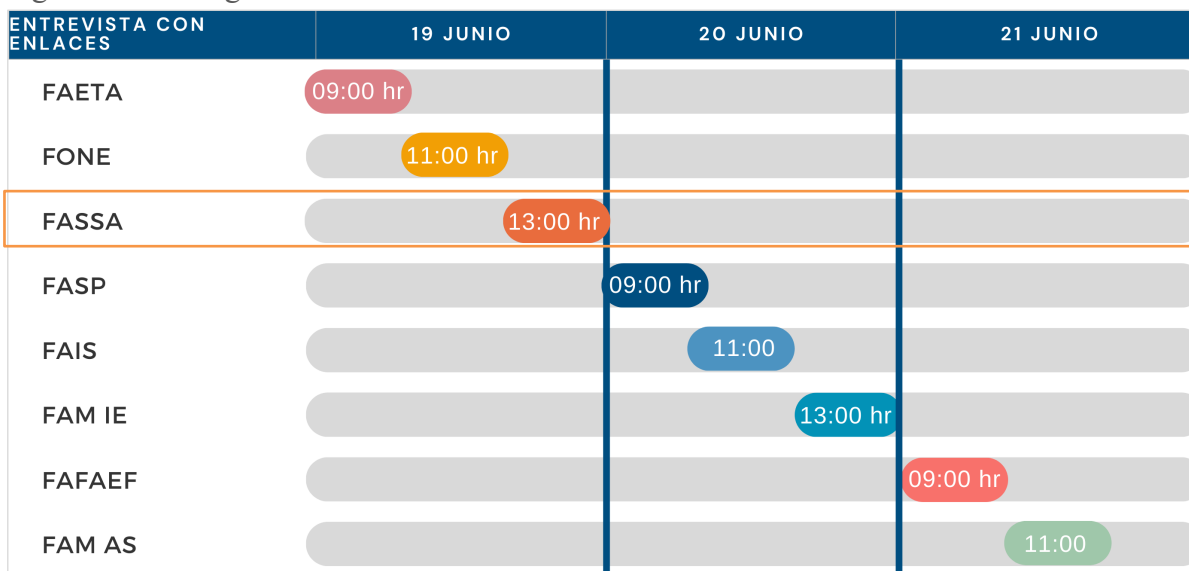 ENTREVISTA CON
ENLACES
19 JUNIO
20 JUNIO
21 JUNIO
FAETA
09:00 hr
FONE
11:00 hr
FASSA
13:00 hr
FASP
09:00 hr
FAIS
11:00
FAM IE
13:00 hr
FAFAEF
09:00 hr
FAM AS
11:00